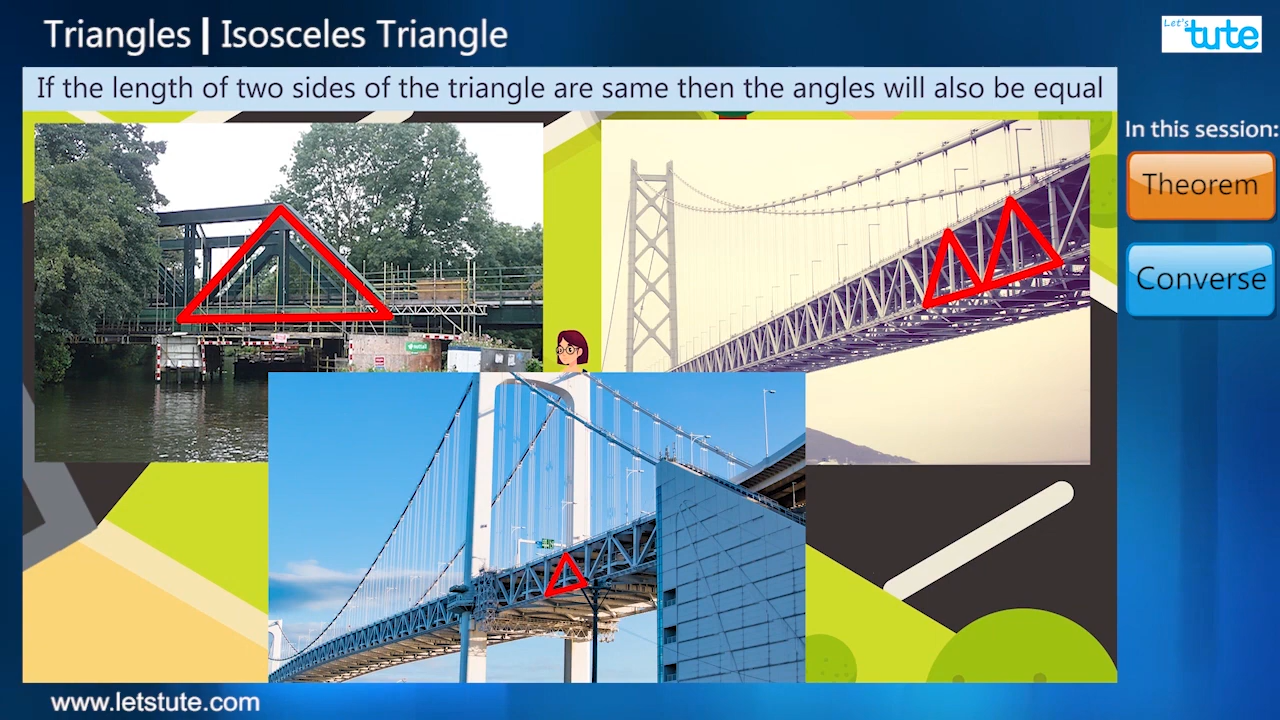 Triangles | Isosceles Triangle
Let's
tute
If the length of two sides of the triangle are same then the angles will also be equal
In this session:
Theorem
Converse
www.letstute.com